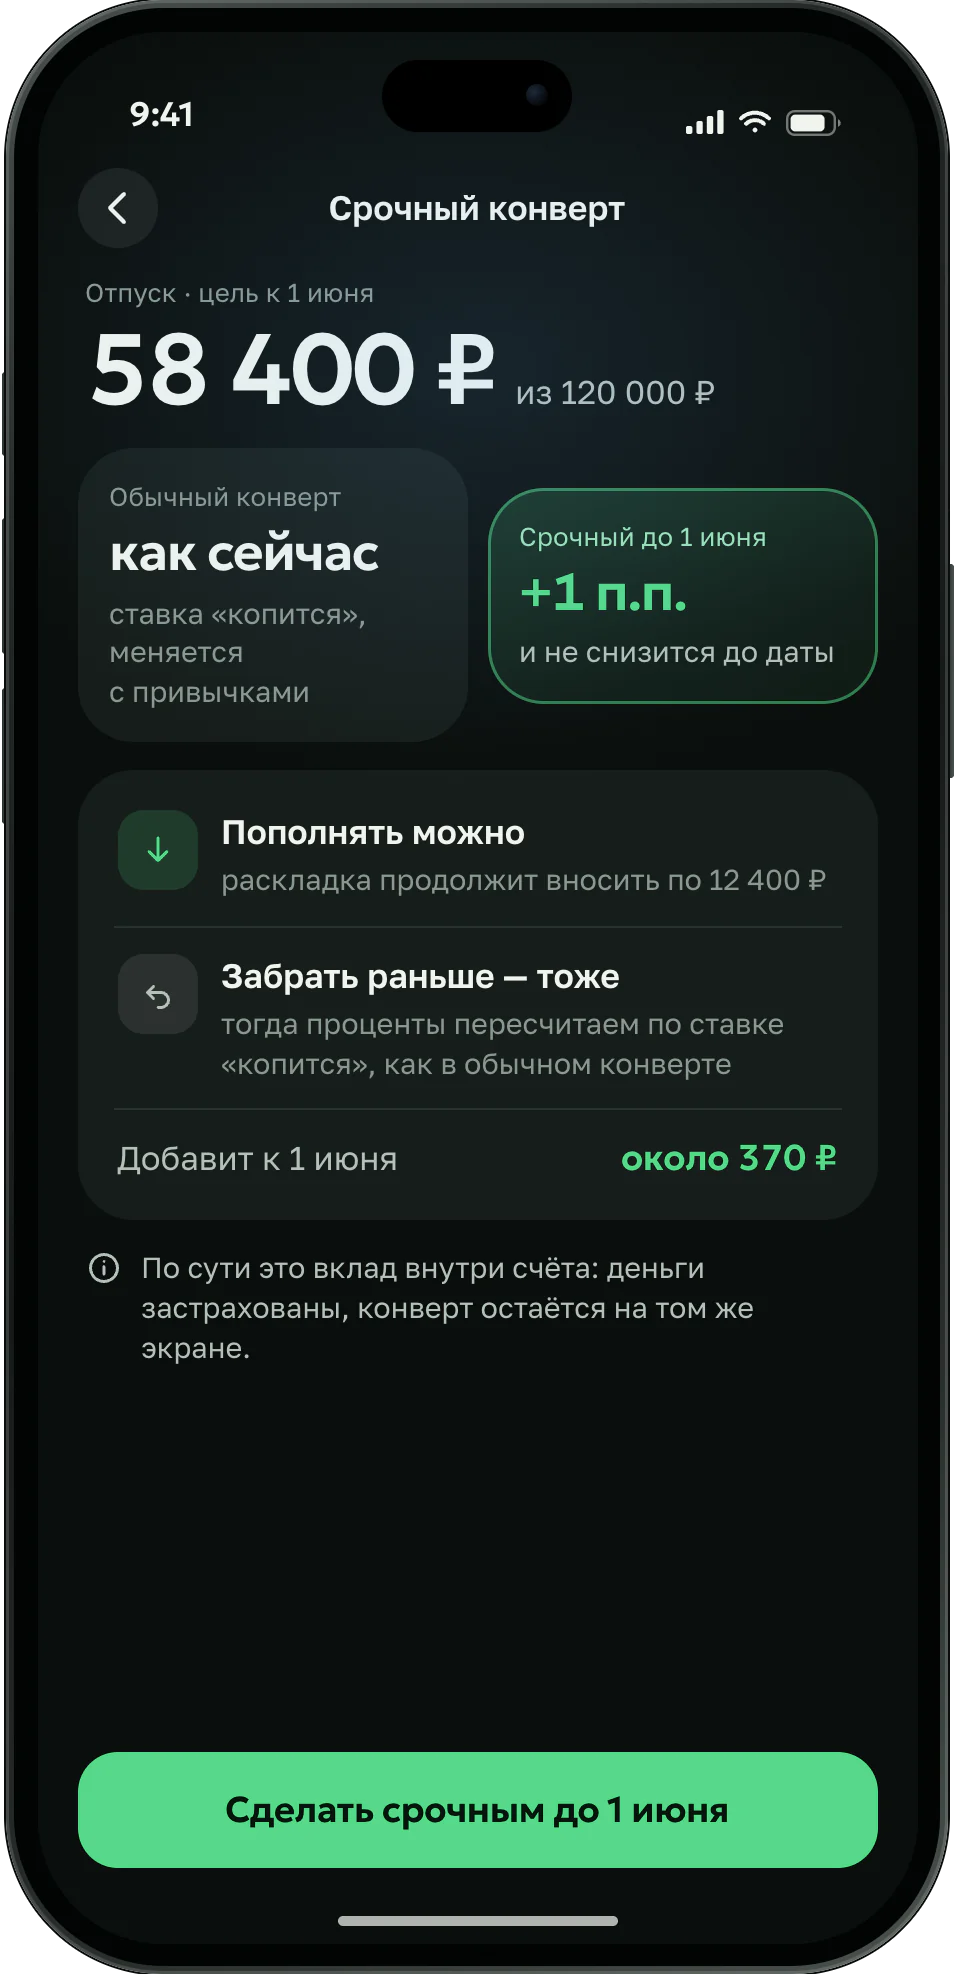 9:41
Срочный конверт
Отпуск · цель к 1 июня
58 400 ₽ из 120 000 ₽
Обычный конверт
как сейчас
ставка «копится»,
меняется
с привычками
Срочный до 1 июня
+1 п.п.
и не снизится до даты
Пополнять можно
раскладка продолжит вносить по 12 400 ₽
Забрать раньше — тоже
тогда проценты пересчитаем по ставке
«копится», как в обычном конверте
Добавит к 1 июня
около 370 ₽
По сути это вклад внутри счёта: деньги
застрахованы, конверт остаётся на том же
экране.
Сделать срочным до 1 июня